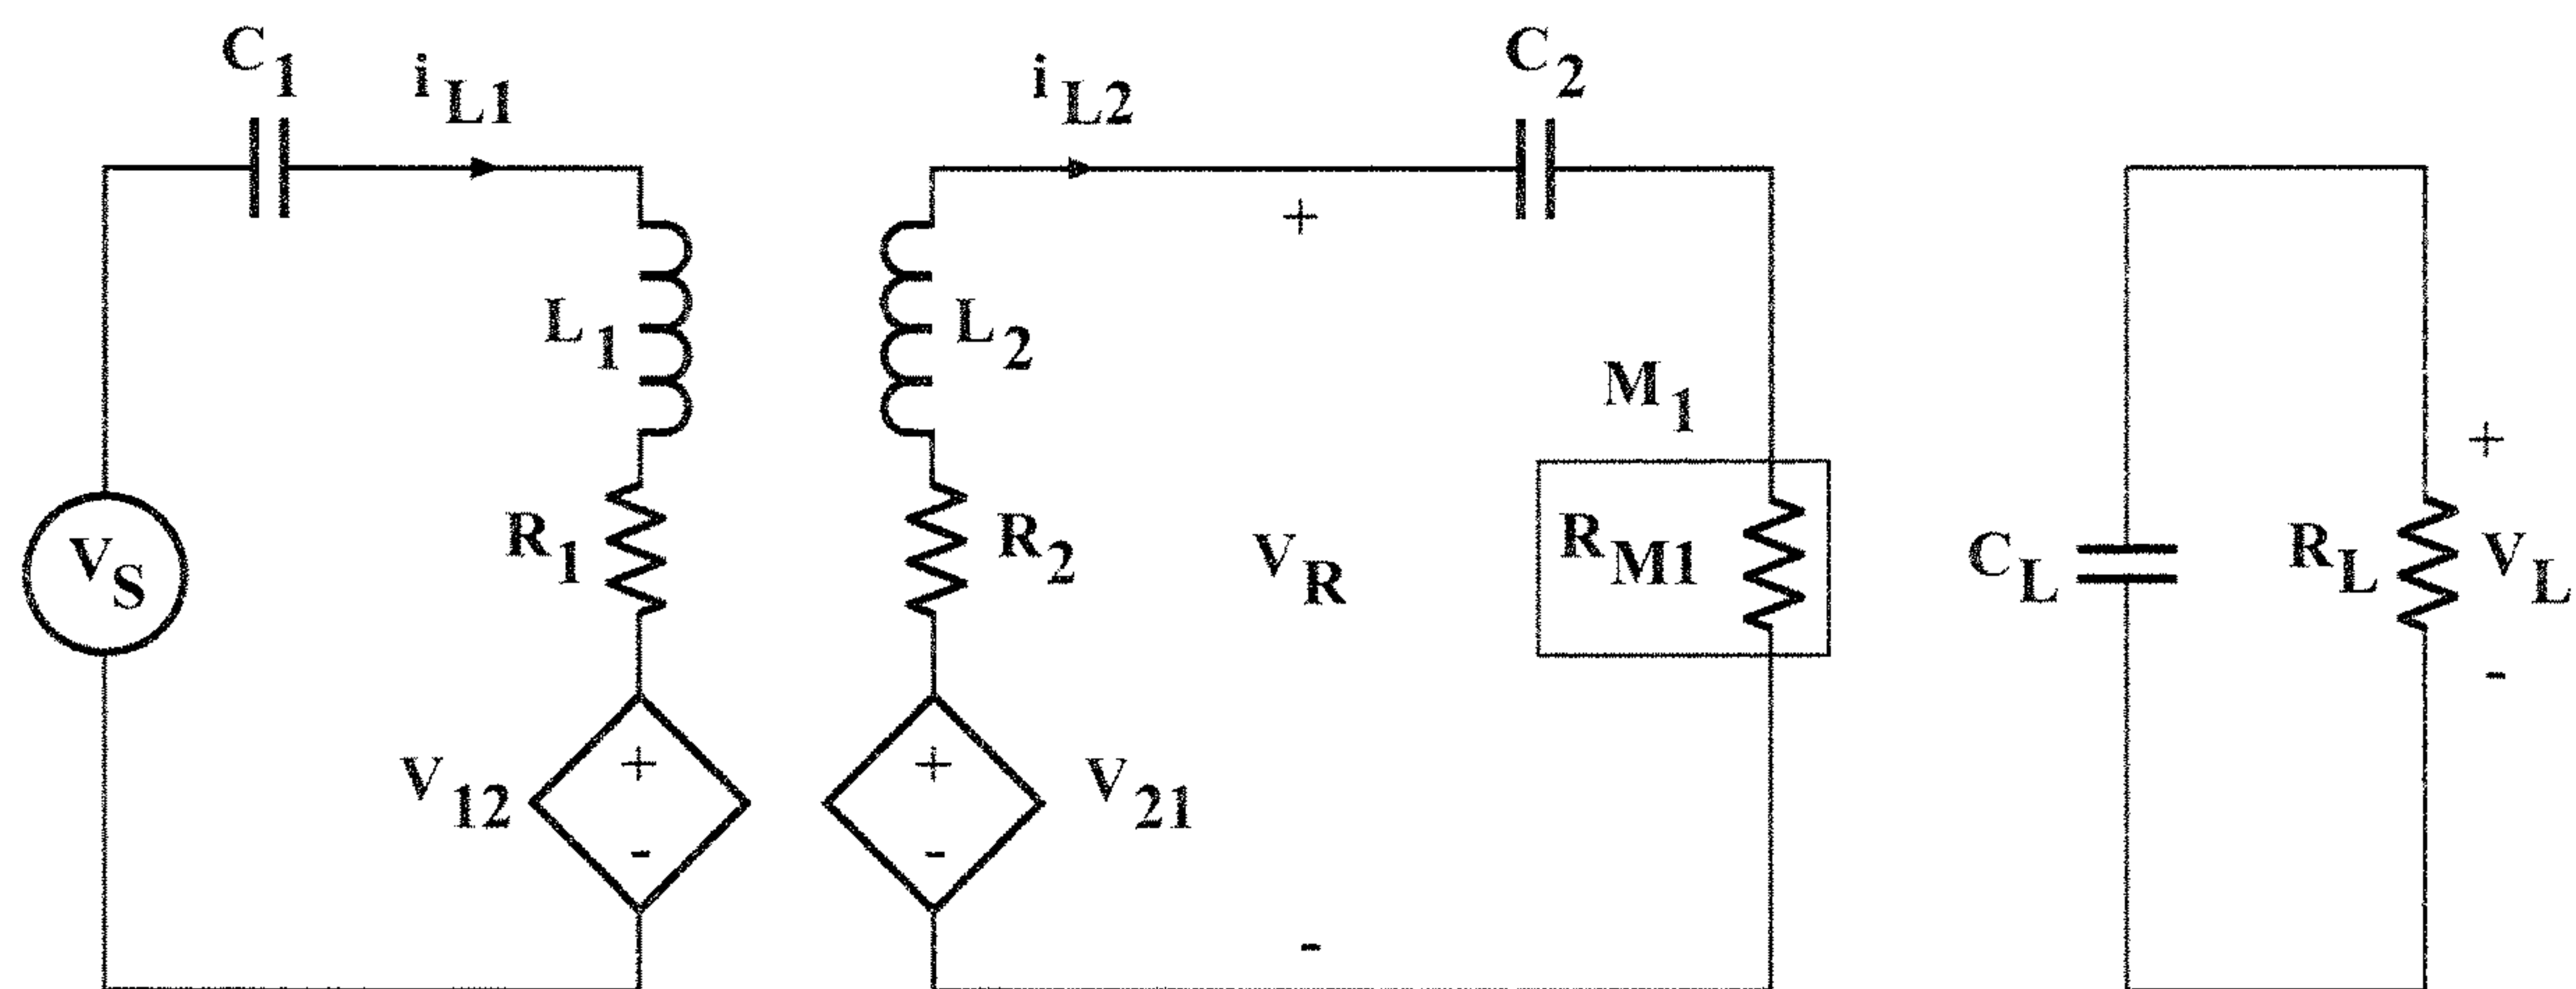 C1
iL1
iL2
C2
+
L1
L2
M1
+
VS
R1
R2
VR
RM1
CL
RL
VL
-
+
+
V12
V21
-
-
-